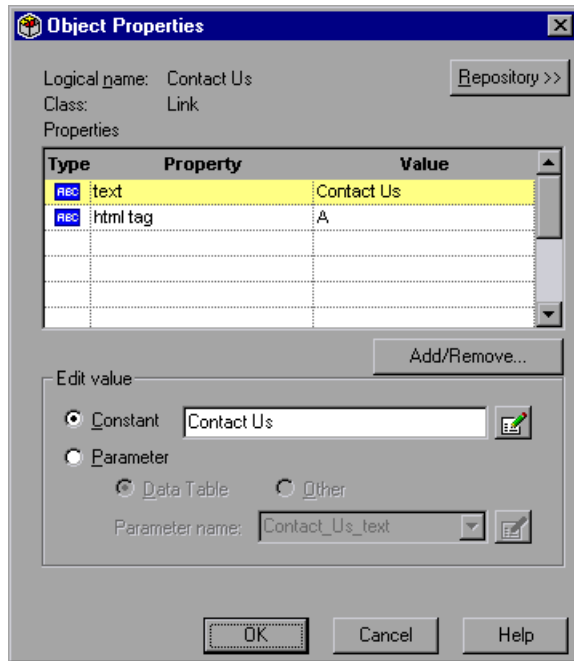 Object Properties
Logical name: Contact Us
Repository >>
Class: Link
Properties
Type Property Value
ABC text Contact Us
ABC html tag A
Add/Remove...
Edit value
Constant Contact Us
Parameter
Data Table Other
Parameter name: Contact_Us_text
OK Cancel Help